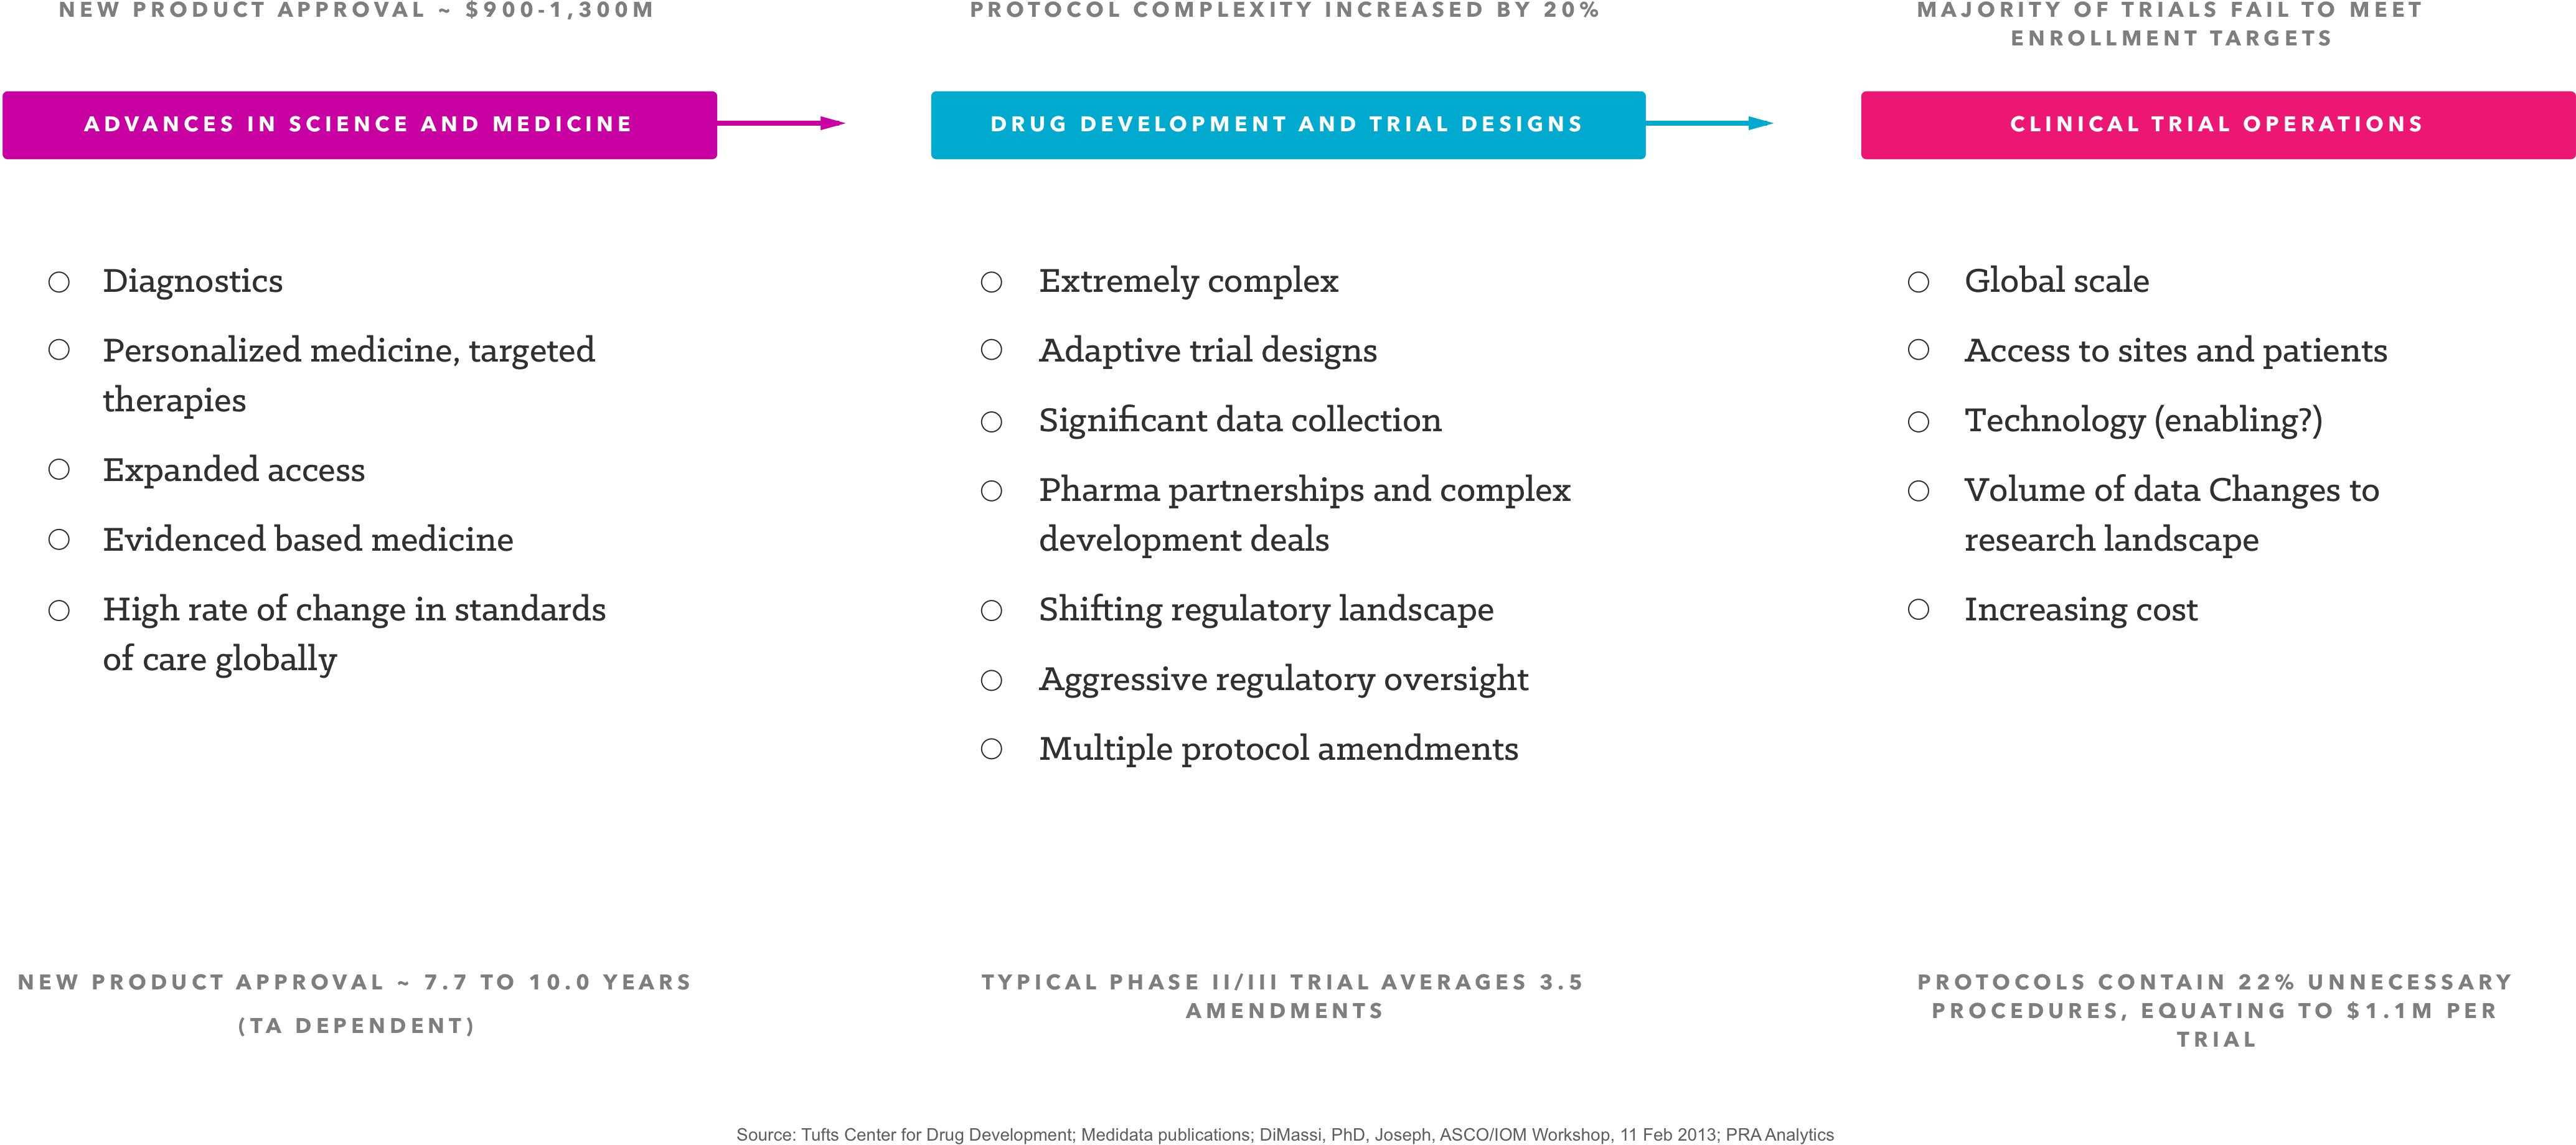 NEW PRODUCT APPROVAL ~ $900-1,300M
ADVANCES IN SCIENCE AND MEDICINE
Diagnostics
Personalized medicine, targeted
therapies
Expanded access
Evidenced based medicine
High rate of change in standards
of care globally
NEW PRODUCT APPROVAL ~ 7.7 TO 10.0 YEARS
(TA DEPENDENT)
PROTOCOL COMPLEXITY INCREASED BY 20%
DRUG DEVELOPMENT AND TRIAL DESIGNS
Extremely complex
Adaptive trial designs
Significant data collection
Pharma partnerships and complex
development deals
Shifting regulatory landscape
Aggressive regulatory oversight
Multiple protocol amendments
TYPICAL PHASE II/III TRIAL AVERAGES 3.5
AMENDMENTS
MAJORITY OF TRIALS FAIL TO MEET
ENROLLMENT TARGETS
CLINICAL TRIAL OPERATIONS
Global scale
Access to sites and patients
Technology (enabling?)
Volume of data Changes to
research landscape
Increasing cost
PROTOCOLS CONTAIN 22% UNNECESSARY
PROCEDURES, EQUATING TO $1.1M PER
TRIAL
Source: Tufts Center for Drug Development; Medidata publications; DiMassi, PhD, Joseph, ASCO/IOM Workshop, 11 Feb 2013; PRA Analytics